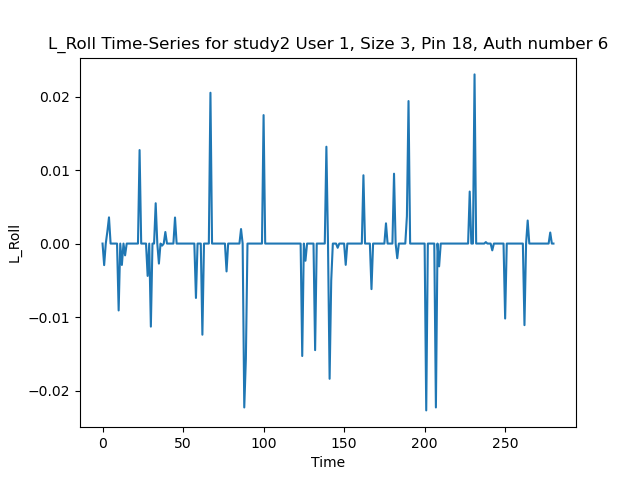 L_Roll Time-Series for study2 User 1, Size 3, Pin 18, Auth number 6
0.02
0.01
0.00
−0.01
−0.02
L_Roll
0 50 100 150 200 250
Time